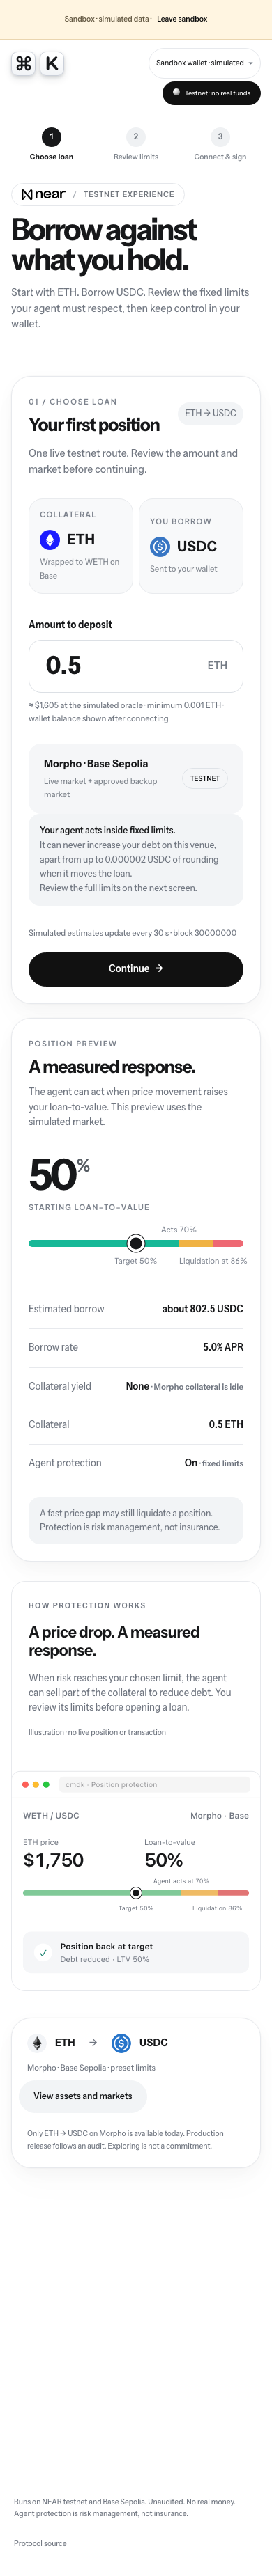 Sandbox · simulated data · Leave sandbox
⌘ K
Sandbox wallet · simulated
Testnet · no real funds
1 2 3
Choose loan Review limits Connect & sign
near / TESTNET EXPERIENCE
Borrow against
what you hold.
Start with ETH. Borrow USDC. Review the fixed limits
your agent must respect, then keep control in your
wallet.
01 / CHOOSE LOAN
Your first position
ETH → USDC
One live testnet route. Review the amount and
market before continuing.
COLLATERAL
ETH
Wrapped to WETH on
Base
YOU BORROW
USDC
Sent to your wallet
Amount to deposit
0.5 ETH
≈ $1,605 at the simulated oracle · minimum 0.001 ETH ·
wallet balance shown after connecting
Morpho · Base Sepolia
Live market + approved backup
market
TESTNET
Your agent acts inside fixed limits.
It can never increase your debt on this venue,
apart from up to 0.000002 USDC of rounding
when it moves the loan.
Review the full limits on the next screen.
Simulated estimates update every 30 s · block 30000000
Continue →
POSITION PREVIEW
A measured response.
The agent can act when price movement raises
your loan-to-value. This preview uses the
simulated market.
50%
STARTING LOAN-TO-VALUE
Acts 70%
Target 50% Liquidation at 86%
Estimated borrow about 802.5 USDC
Borrow rate 5.0% APR
Collateral yield None · Morpho collateral is idle
Collateral 0.5 ETH
Agent protection On · fixed limits
A fast price gap may still liquidate a position.
Protection is risk management, not insurance.
HOW PROTECTION WORKS
A price drop. A measured
response.
When risk reaches your chosen limit, the agent
can sell part of the collateral to reduce debt. You
review its limits before opening a loan.
Illustration · no live position or transaction
cmdk · Position protection
WETH / USDC Morpho · Base
ETH price Loan-to-value
$1,750 50%
Agent acts at 70%
Target 50% Liquidation 86%
Position back at target
Debt reduced · LTV 50%
ETH → USDC
Morpho · Base Sepolia · preset limits
View assets and markets
Only ETH → USDC on Morpho is available today. Production
release follows an audit. Exploring is not a commitment.
Runs on NEAR testnet and Base Sepolia. Unaudited. No real money.
Agent protection is risk management, not insurance.
Protocol source